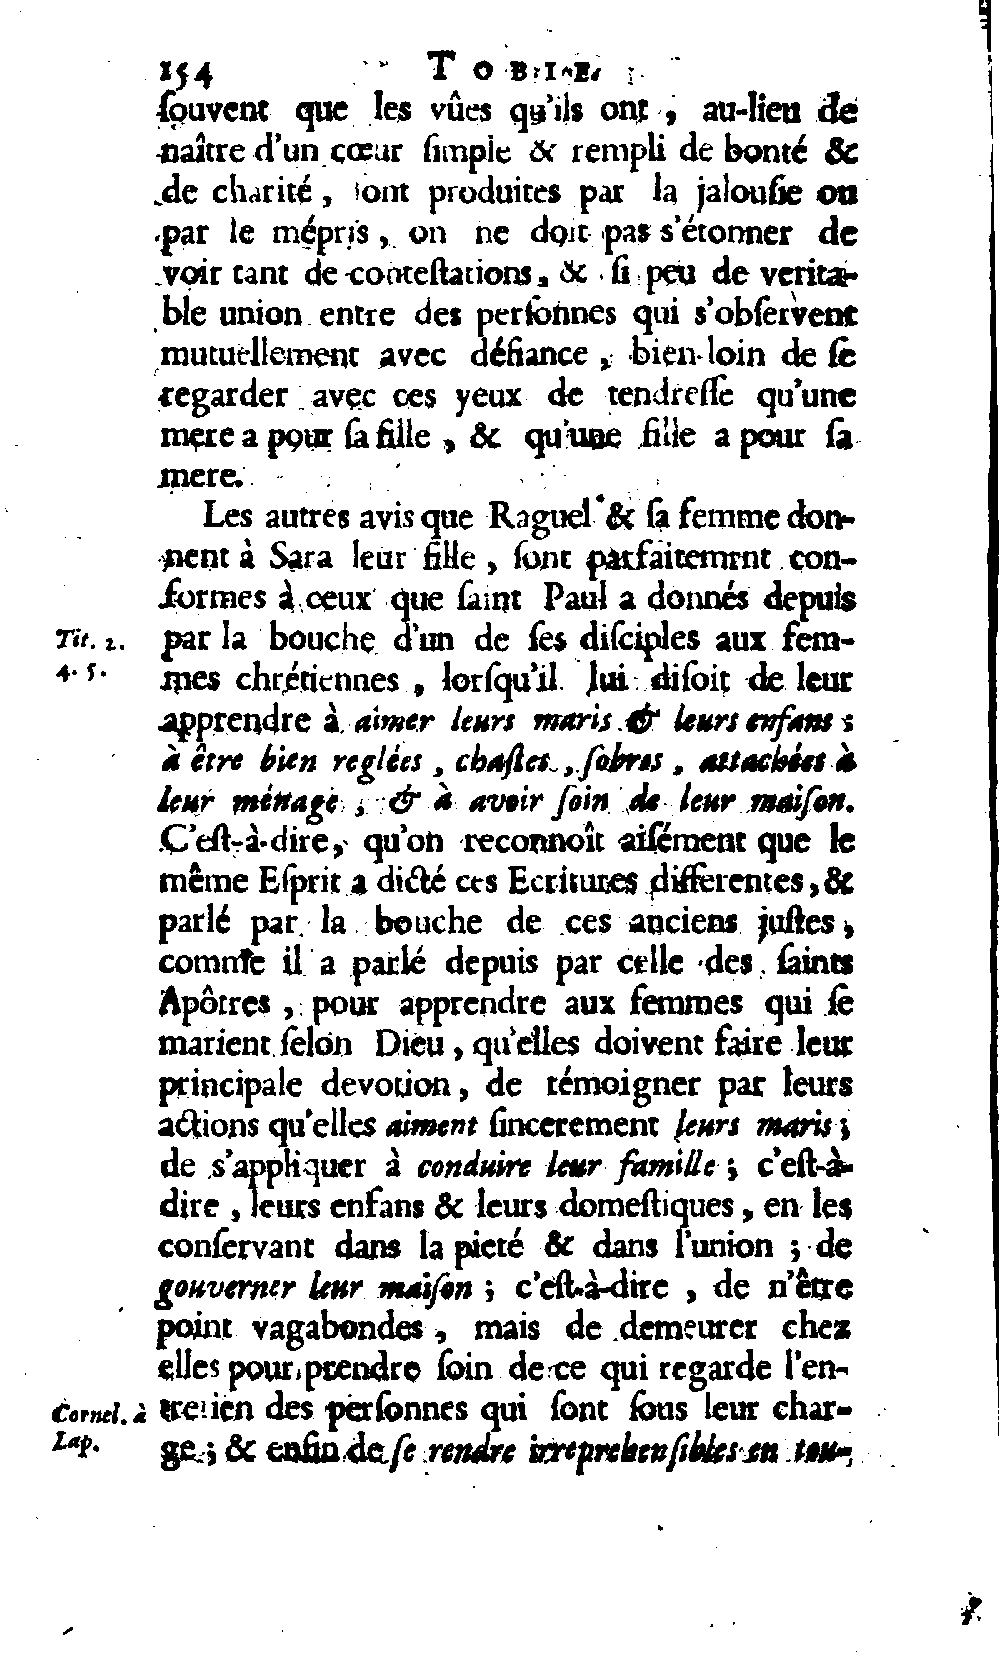 154 TOBIE.
ſouvent que les vûes qu'ils ont, au-lieu de
naître d'un cœur ſimple & rempli de bonté &
de charité, ſont produites par la jalouſie ou
par le mépris, on ne doit pas s'étonner de
voir tant de conteſtations, & ſi peu de verita-
ble union entre des perſonnes qui s'obſervent
mutuellement avec défiance, bien-loin de ſe
regarder avec ces yeux de tendreſſe qu'une
mere a pour ſa fille, & qu'une fille a pour ſa
mere.
Les autres avis que Raguel & ſa femme don-
nent à Sara leur fille, ſont parfaitemrnt con-
formes à ceux que ſaint Paul a donnés depuis
Tit. 2. par la bouche d'un de ſes diſciples aux fem-
4. 5. mes chrétiennes, lorſqu'il lui diſoit de leur
apprendre à aimer leurs maris & leurs enfans;
à être bien reglées, chaſtes, ſobres, attachées à
leur ménage, & à avoir ſoin de leur maiſon.
C'eſt-à-dire, qu'on reconnoît aiſément que le
même Eſprit a dicté ces Ecritures differentes, &
parlé par la bouche de ces anciens juſtes,
comme il a parlé depuis par celle des ſaints
Apôtres, pour apprendre aux femmes qui ſe
marient ſelon Dieu, qu'elles doivent faire leur
principale devotion, de témoigner par leurs
actions qu'elles aiment ſincerement leurs maris;
de s'appliquer à conduire leur famille; c'eſt-à-
dire, leurs enfans & leurs domeſtiques, en les
conſervant dans la pieté & dans l'union; de
gouverner leur maiſon; c'eſt-à-dire, de n'être
point vagabondes, mais de demeurer chez
elles pour prendre ſoin de ce qui regarde l'en-
Cornel. à tretien des perſonnes qui ſont ſous leur char-
Lap. ge; & enfin de ſe rendre irreprehenſibles en tou-